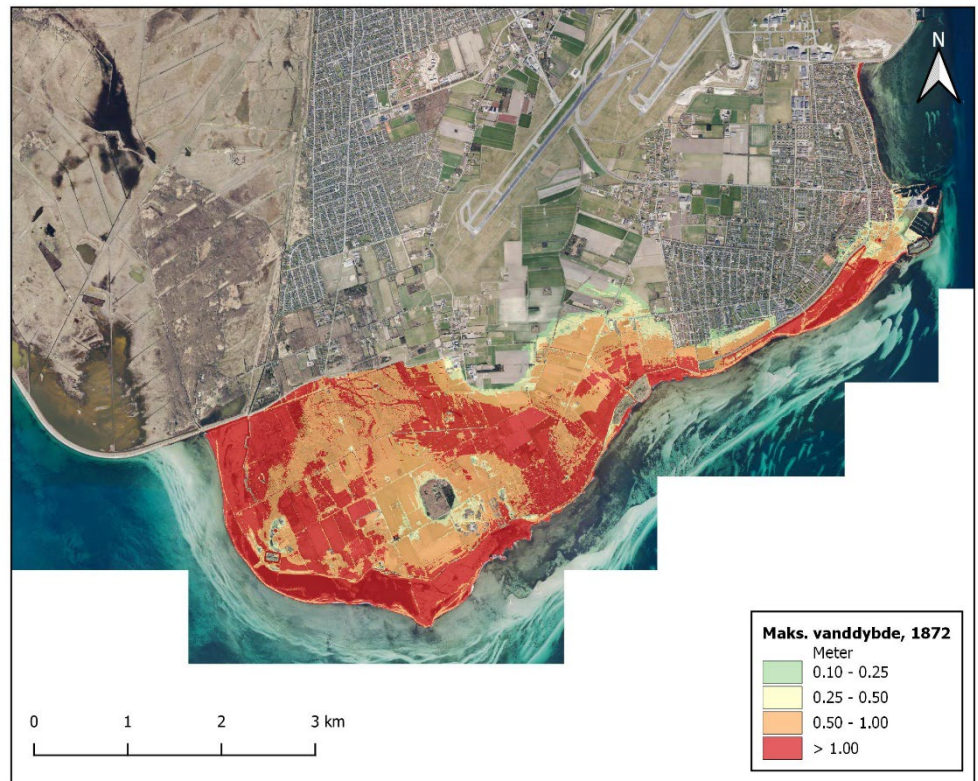 N
Maks. vanddybde, 1872
Meter
0.10 - 0.25
0.25 - 0.50
0.50 - 1.00
> 1.00
0 1 2 3 km